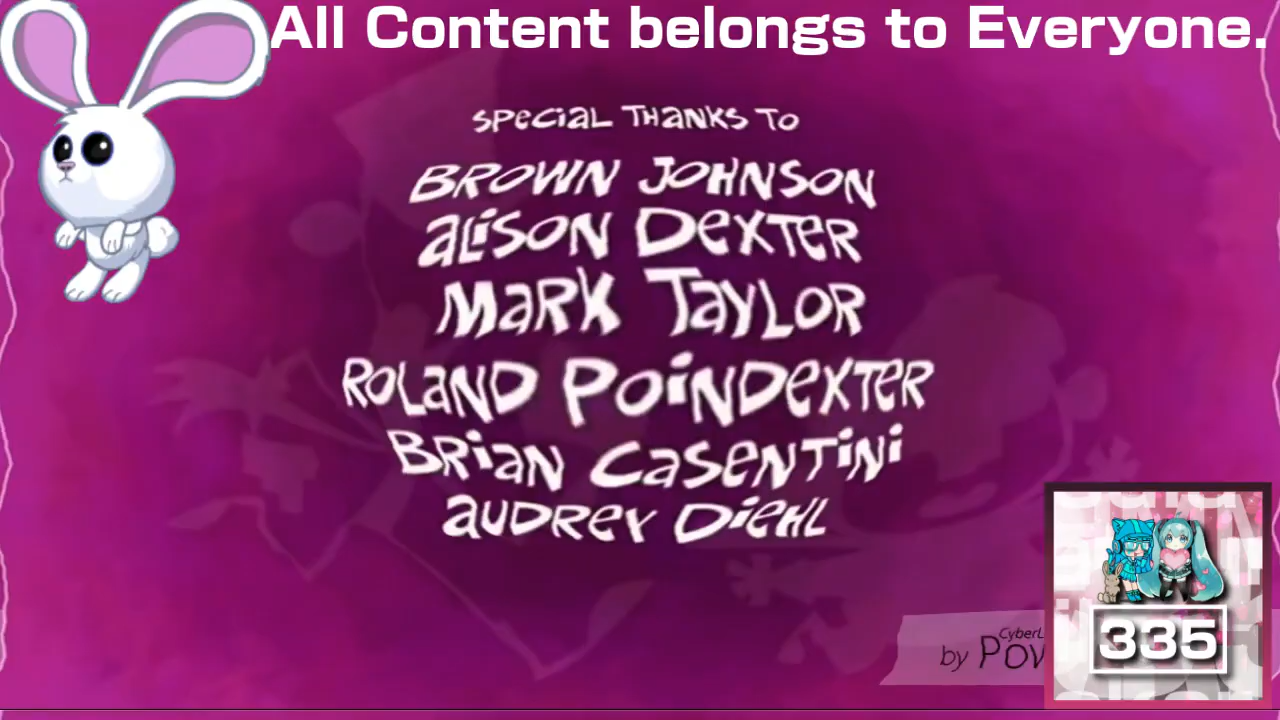 All Content belongs to Everyone.
SPECIAL THANKS TO
BROWN JOHNSON
ALISON DEXTER
MARK TAYLOR
ROLAND POINDEXTER
BRIAN CASENTINI
AUDREY DIEHL
by
335